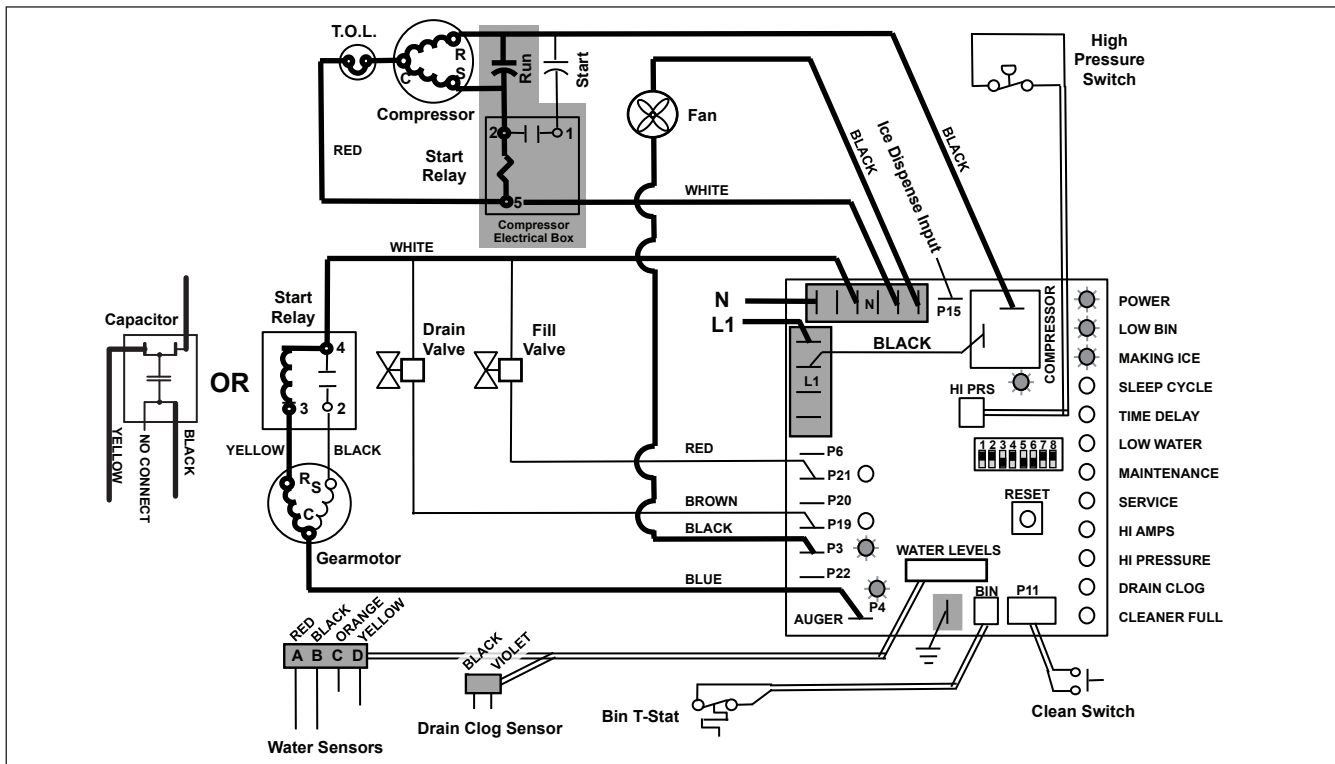 T.O.L.
C
R
S
Compressor
Run
Start
RED
2
1
Start
Relay
5
Compressor
Electrical Box
WHITE
Fan
BLACK
BLACK
Ice Dispense Input
High
Pressure
Switch
WHITE
Capacitor
YELLOW
NO CONNECT
BLACK
OR
Start
Relay
4
3
2
YELLOW
BLACK
R
S
C
Gearmotor
Drain
Valve
Fill
Valve
N
L1
N
L1
P15
BLACK
COMPRESSOR
HI PRS
1 2 3 4 5 6 7 8
RESET
POWER
LOW BIN
MAKING ICE
SLEEP CYCLE
TIME DELAY
LOW WATER
MAINTENANCE
SERVICE
HI AMPS
HI PRESSURE
DRAIN CLOG
CLEANER FULL
RED
BROWN
BLACK
BLUE
P6
P21
P20
P19
P3
P22
P4
AUGER
WATER LEVELS
BIN
P11
RED
BLACK
ORANGE
YELLOW
A B C D
Water Sensors
BLACK
VIOLET
Drain Clog Sensor
Bin T-Stat
Clean Switch